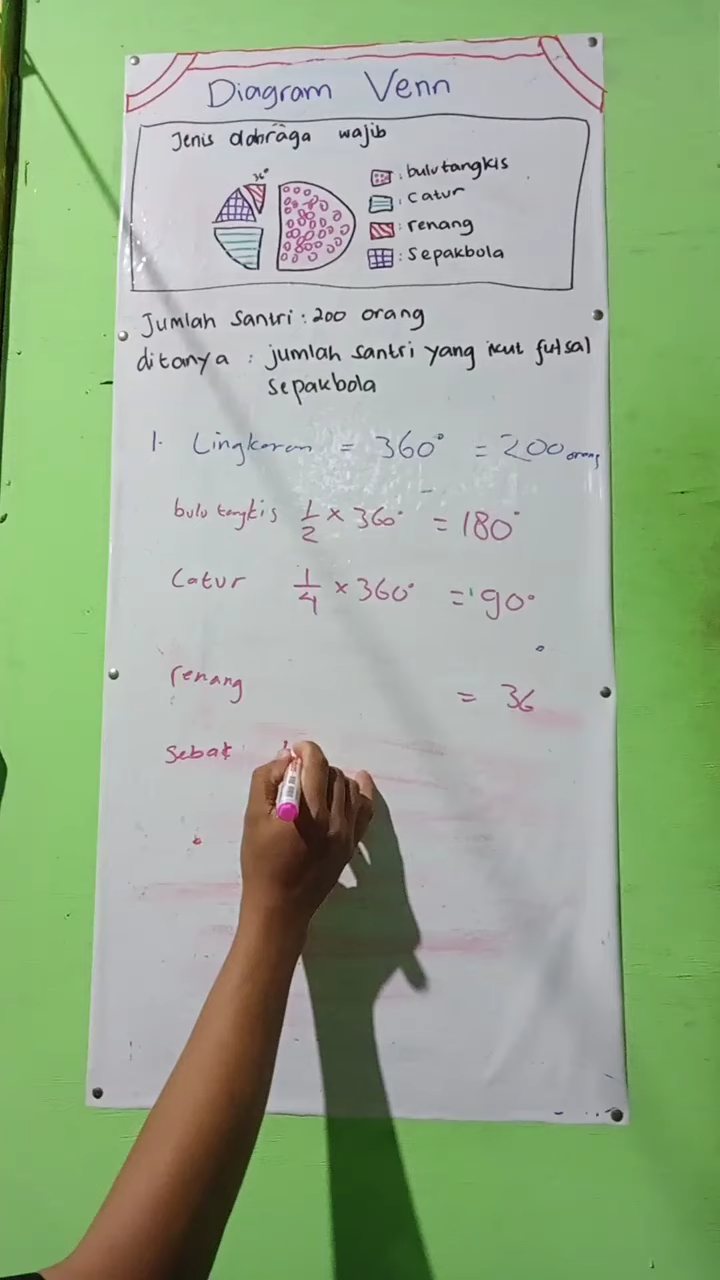 Diagram Venn
Jenis olahraga wajib
36°
: bulutangkis
: Catur
: renang
: Sepakbola
Jumlah Santri : 200 orang
ditanya : jumlah santri yang ikut futsal
Sepakbola
1. Lingkaran = 360° = 200 orang
bulu tangkis 1/2 x 360° = 180°
Catur 1/4 x 360° = 90°
renang = 36
Sebak